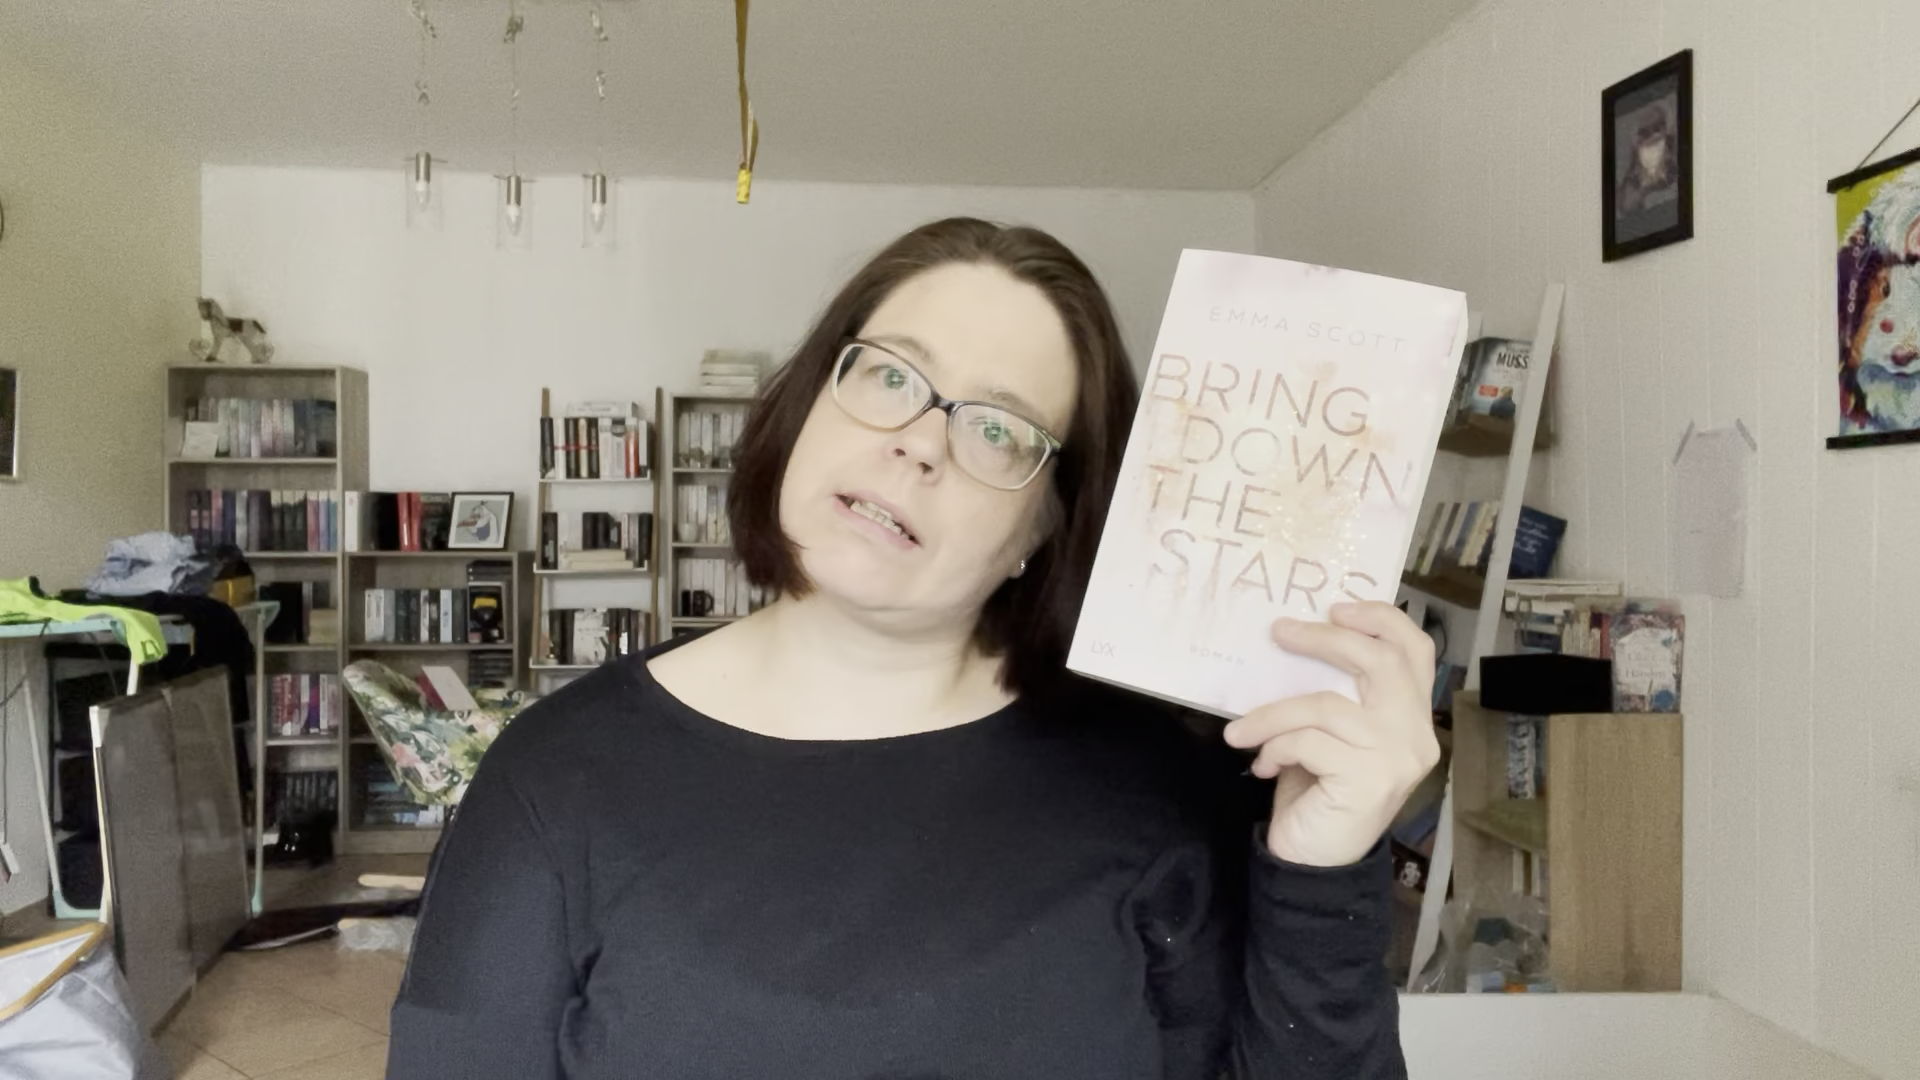 EMMA SCOTT
BRING
DOWN
THE
STARS
LYX
ROMAN
MUSS